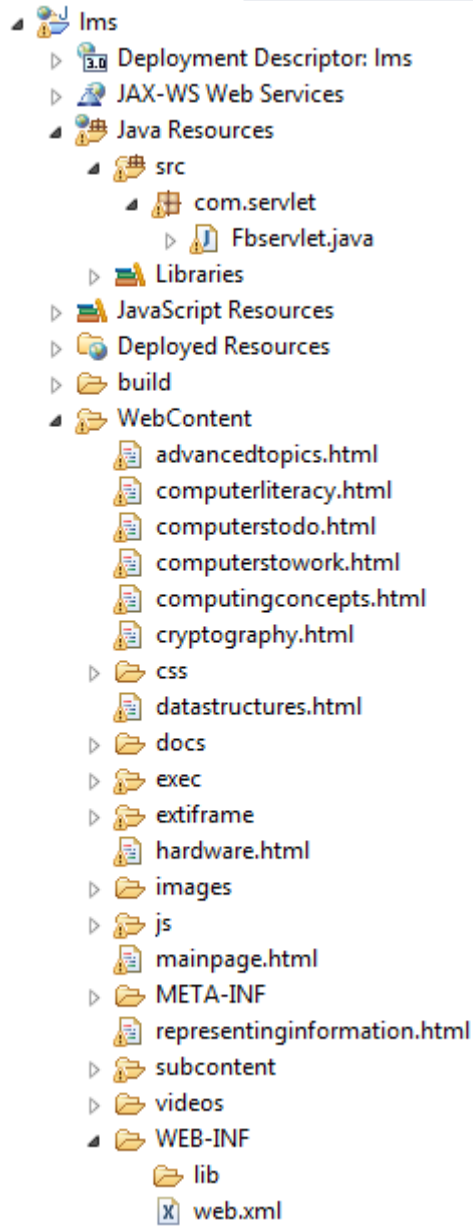 lms
3.0 Deployment Descriptor: lms
JAX-WS Web Services
Java Resources
src
com.servlet
J Fbservlet.java
Libraries
JavaScript Resources
Deployed Resources
build
WebContent
advancedtopics.html
computerliteracy.html
computerstodo.html
computerstowork.html
computingconcepts.html
cryptography.html
css
datastructures.html
docs
exec
extiframe
hardware.html
images
js
mainpage.html
META-INF
representinginformation.html
subcontent
videos
WEB-INF
lib
X web.xml